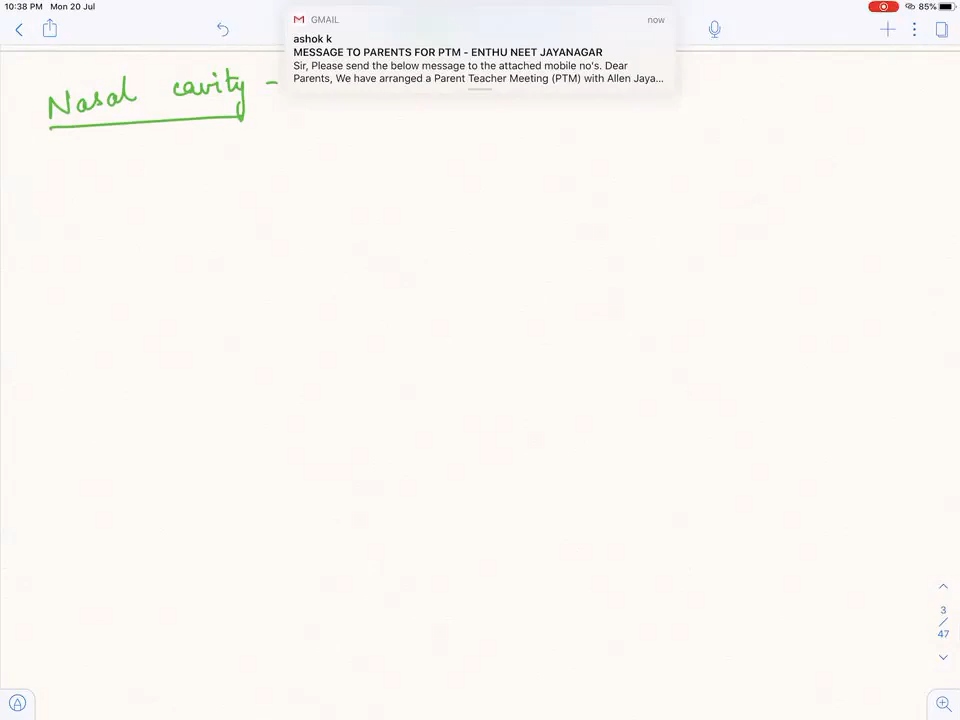 10:38 PM Mon 20 Jul
85%
GMAIL now
ashok k
MESSAGE TO PARENTS FOR PTM - ENTHU NEET JAYANAGAR
Sir, Please send the below message to the attached mobile no's. Dear
Parents, We have arranged a Parent Teacher Meeting (PTM) with Allen Jaya...
Nasal cavity -
3
/
47